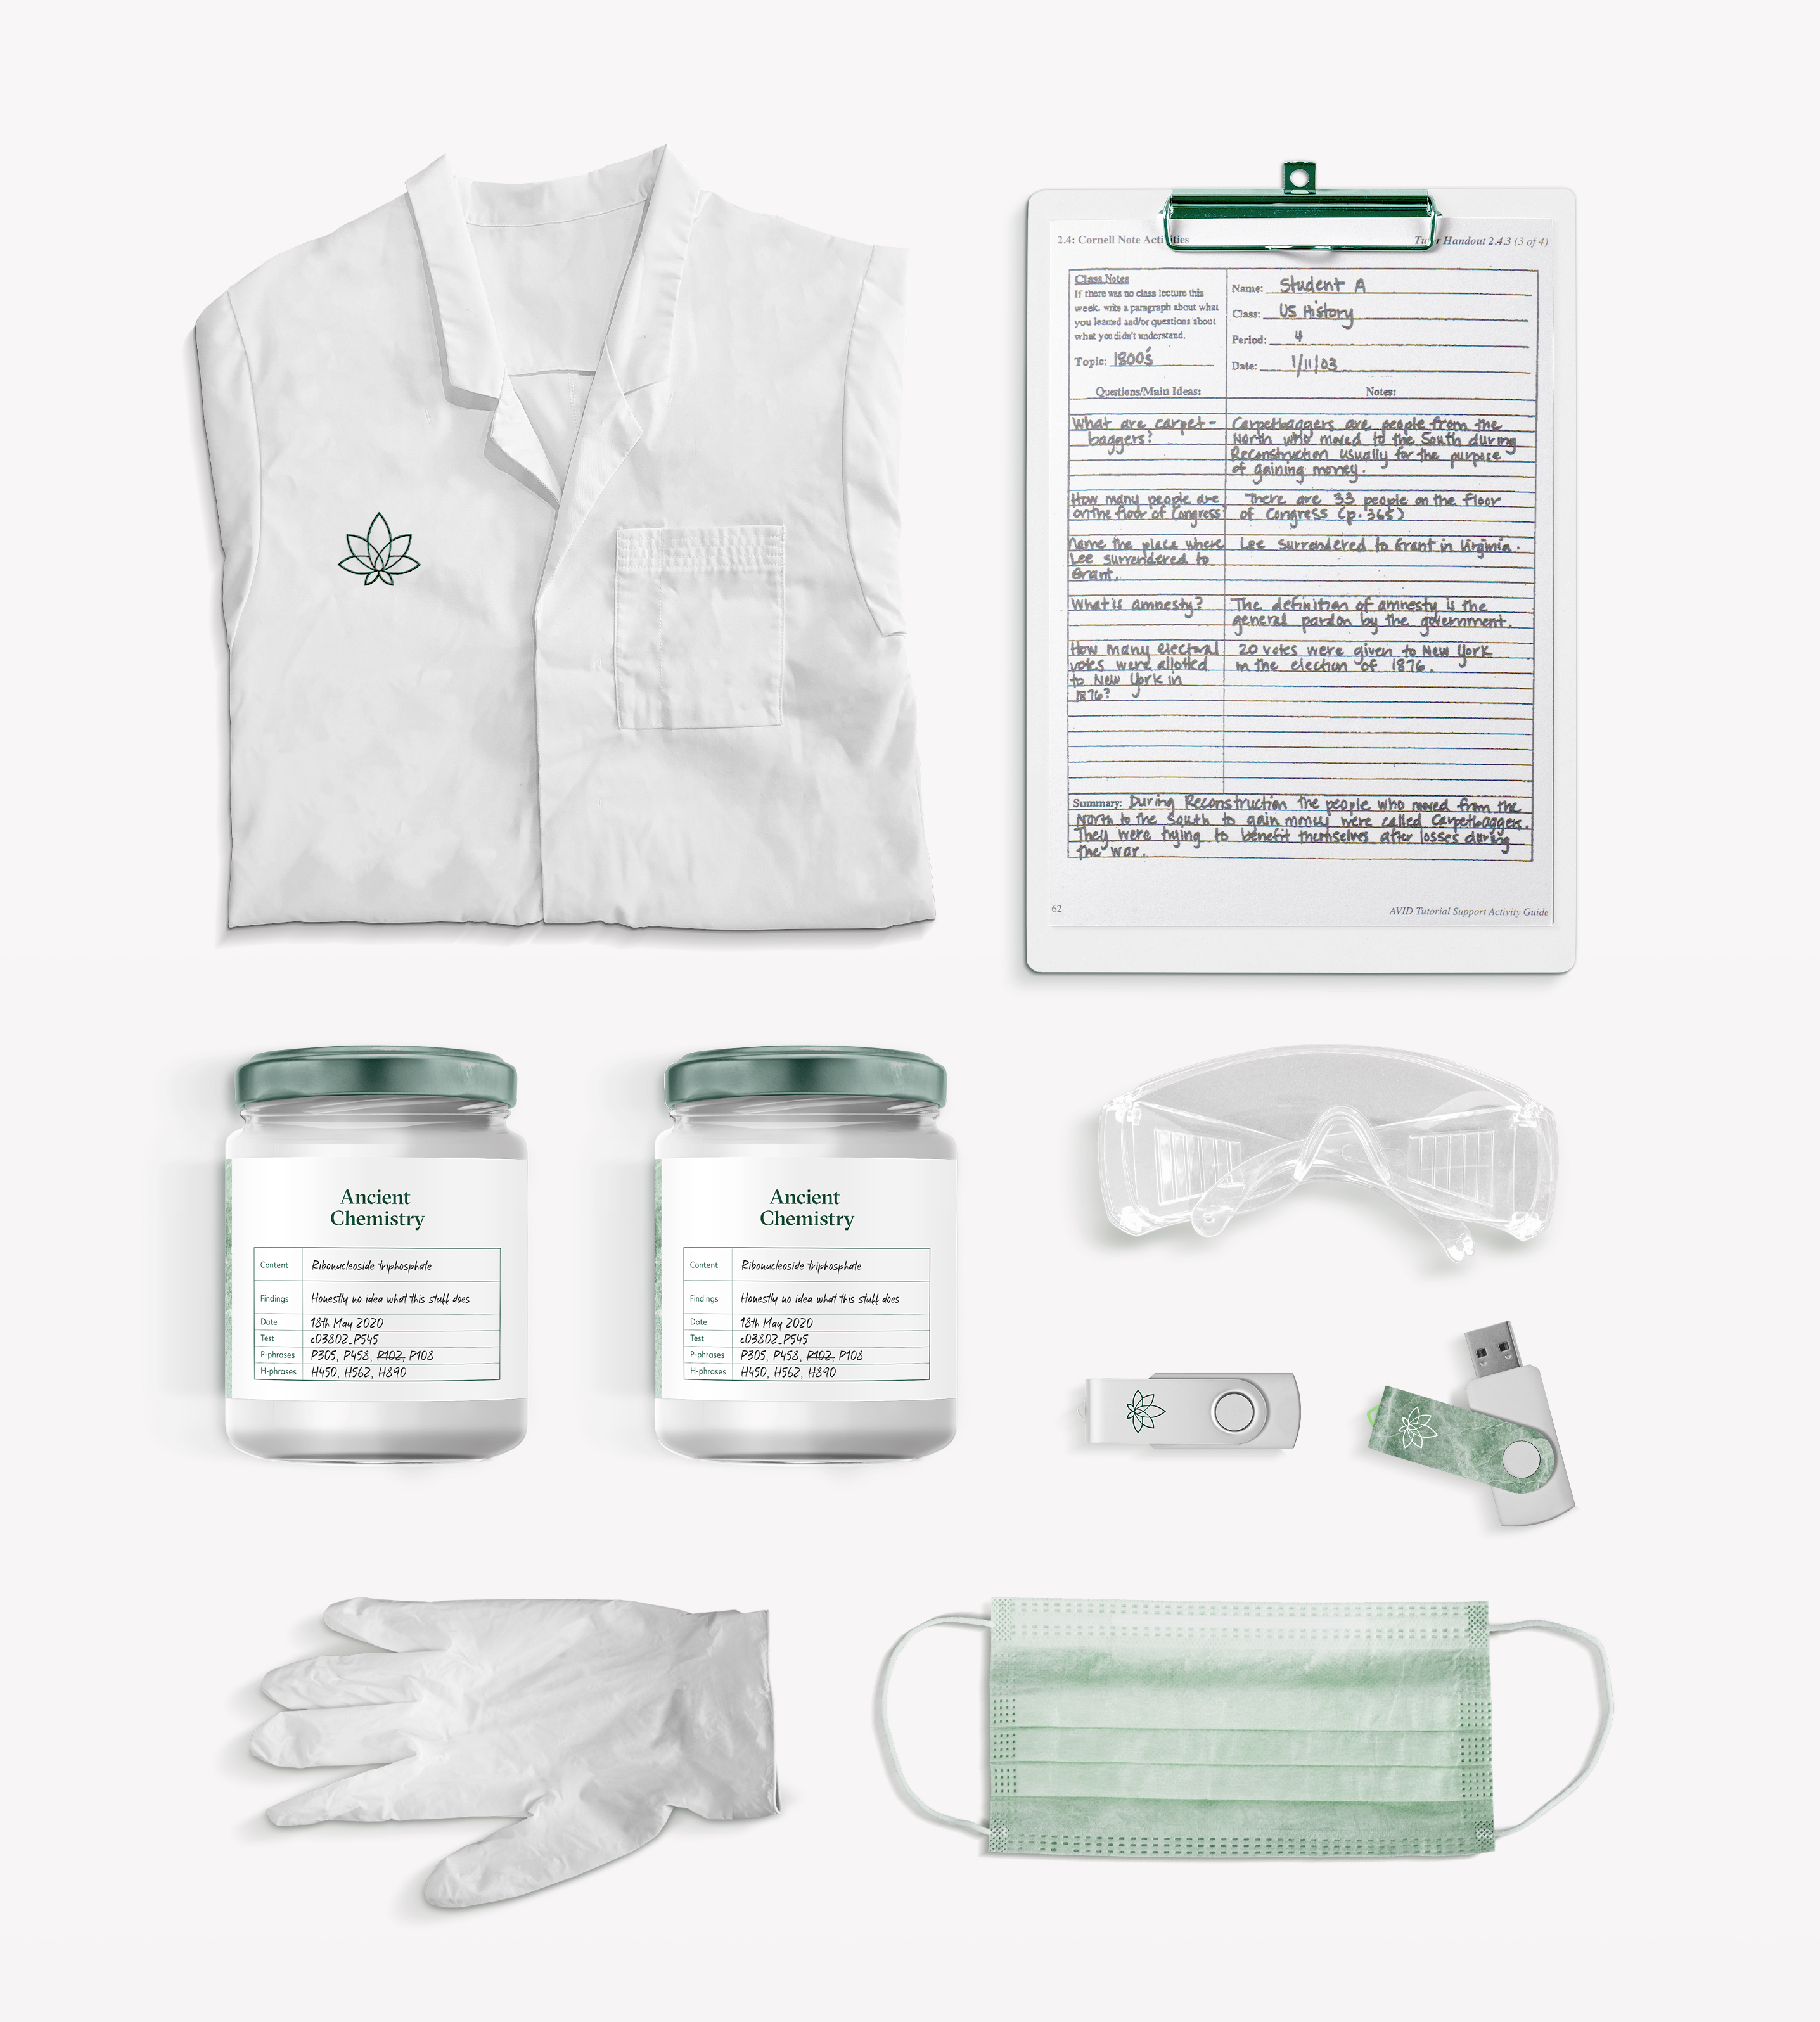 2.4: Cornell Note Activities
Tutor Handout 2.4.3 (3 of 4)
Class Notes
If there was no class lecture this
week, write a paragraph about what
you learned and/or questions about
what you didn't understand.
Topic: 1800's
Name: Student A
Class: US History
Period: 4
Date: 1/11/03
Questions/Main Ideas:
Notes:
What are carpet-
baggers?
Carpetbaggers are people from the
North who moved to the South during
Reconstruction usually for the purpose
of gaining money.
How many people are
on the floor of Congress?
There are 33 people on the floor
of Congress (p. 365)
Name the place where
Lee surrendered to
Grant.
Lee surrendered to Grant in Virginia.
What is amnesty?
The definition of amnesty is the
general pardon by the government.
How many electoral
votes were allotted
to New York in
1876?
20 votes were given to New York
in the election of 1876.
Summary: During Reconstruction the people who moved from the
North to the South to gain money were called Carpetbaggers.
They were trying to benefit themselves after losses during
the war.
62
AVID Tutorial Support Activity Guide
Ancient
Chemistry
Content Ribonucleoside triphosphate
Findings Honestly no idea what this stuff does
Date 18th May 2020
Test c03802_P545
P-phrases P305, P458, R102, P108
H-phrases H450, H562, H890
Ancient
Chemistry
Content Ribonucleoside triphosphate
Findings Honestly no idea what this stuff does
Date 18th May 2020
Test c03802_P545
P-phrases P305, P458, R102, P108
H-phrases H450, H562, H890